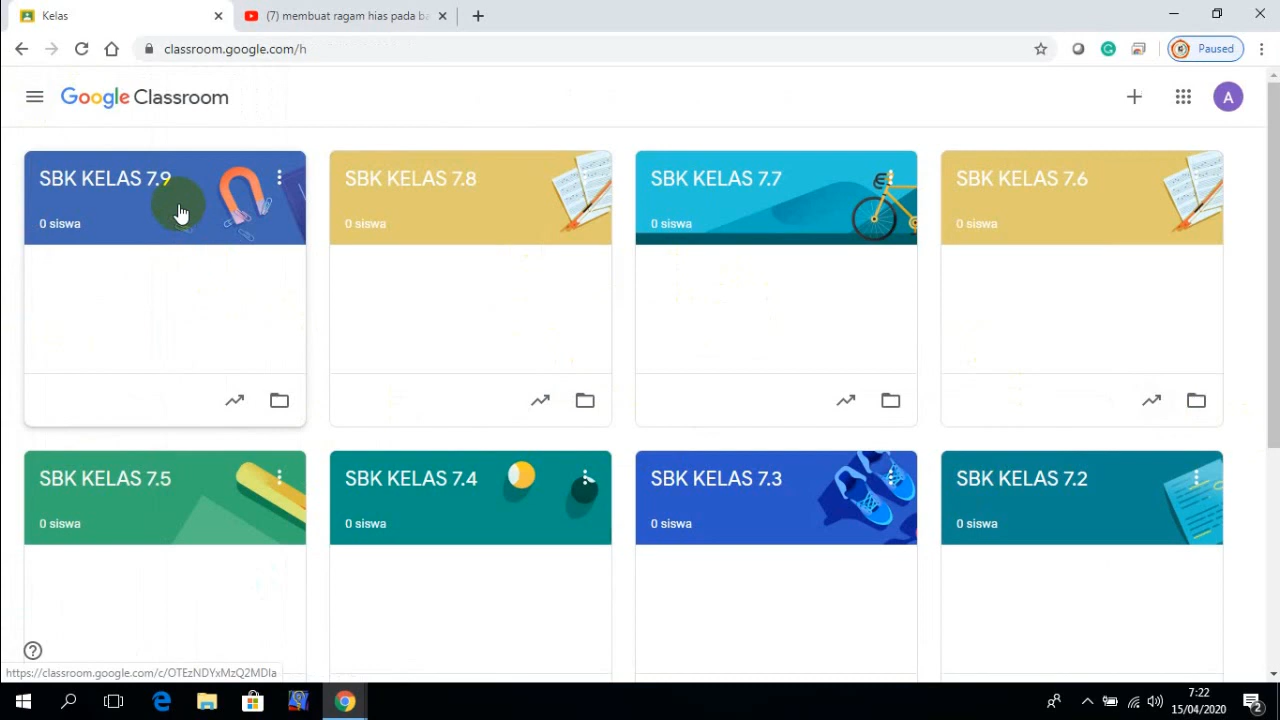 Kelas
(7) membuat ragam hias pada ba
classroom.google.com/h
Paused
Google Classroom
A
SBK KELAS 7.9
0 siswa
SBK KELAS 7.8
0 siswa
SBK KELAS 7.7
0 siswa
SBK KELAS 7.6
0 siswa
SBK KELAS 7.5
0 siswa
SBK KELAS 7.4
0 siswa
SBK KELAS 7.3
0 siswa
SBK KELAS 7.2
0 siswa
https://classroom.google.com/c/OTEzNDYxMzQ2MDIa
7:22
15/04/2020
2